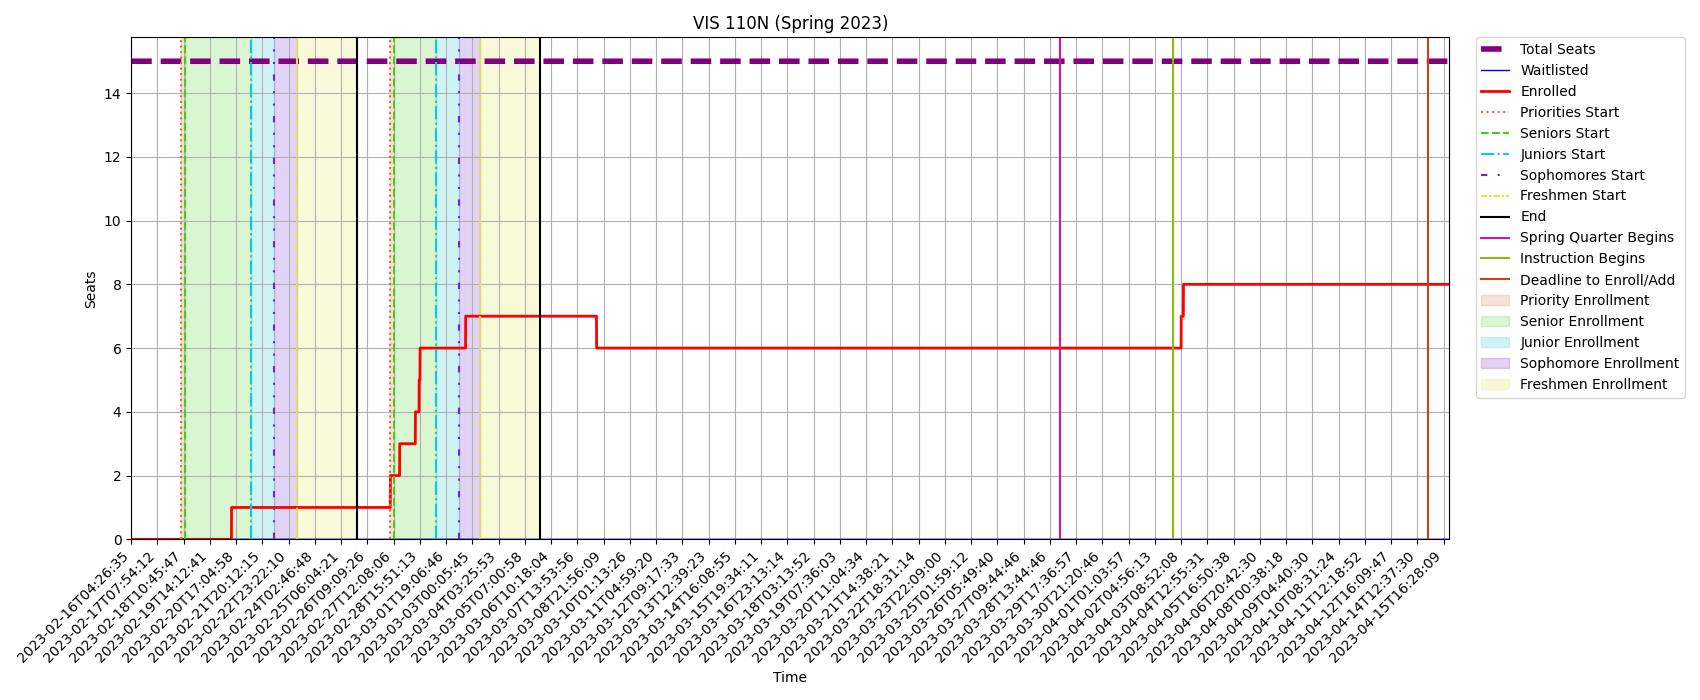 VIS 110N (Spring 2023)
Total Seats
Waitlisted
Enrolled
Priorities Start
Seniors Start
Juniors Start
Sophomores Start
Freshmen Start
End
Spring Quarter Begins
Instruction Begins
Deadline to Enroll/Add
Priority Enrollment
Senior Enrollment
Junior Enrollment
Sophomore Enrollment
Freshmen Enrollment
Seats
14
12
10
8
6
4
2
0
2023-02-16T04:26:35
2023-02-17T07:54:12
2023-02-18T10:45:47
2023-02-19T14:12:41
2023-02-20T17:04:58
2023-02-21T20:12:15
2023-02-22T23:22:10
2023-02-24T02:46:48
2023-02-25T06:04:21
2023-02-26T09:09:26
2023-02-27T12:08:06
2023-02-28T15:51:13
2023-03-01T19:06:46
2023-03-03T00:05:45
2023-03-04T03:25:53
2023-03-05T07:00:58
2023-03-06T10:18:04
2023-03-07T13:53:56
2023-03-08T21:56:09
2023-03-10T01:13:26
2023-03-11T04:59:20
2023-03-12T09:17:33
2023-03-13T12:39:23
2023-03-14T16:08:55
2023-03-15T19:34:11
2023-03-16T23:13:14
2023-03-18T03:13:52
2023-03-19T07:36:03
2023-03-20T11:04:34
2023-03-21T14:38:21
2023-03-22T18:31:14
2023-03-23T22:09:00
2023-03-25T01:59:12
2023-03-26T05:49:40
2023-03-27T09:44:46
2023-03-28T13:44:46
2023-03-29T17:36:57
2023-03-30T21:20:46
2023-04-01T01:03:57
2023-04-02T04:56:13
2023-04-03T08:52:08
2023-04-04T12:55:31
2023-04-05T16:50:38
2023-04-06T20:42:30
2023-04-08T00:38:18
2023-04-09T04:40:30
2023-04-10T08:31:24
2023-04-11T12:18:52
2023-04-12T16:09:47
2023-04-14T12:37:30
2023-04-15T16:28:09
Time